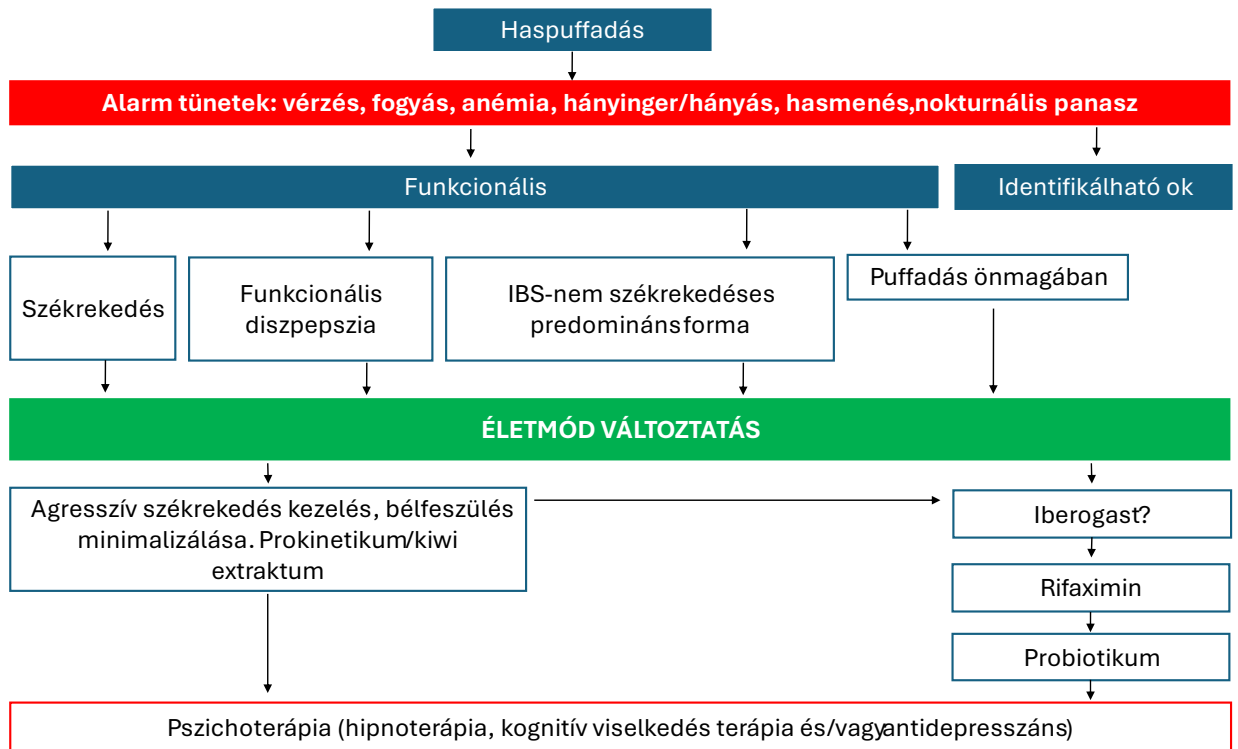 Haspuffadás
Alarm tünetek: vérzés, fogyás, anémia, hányinger/hányás, hasmenés,nokturnális panasz
Funkcionális
Identifikálható ok
Székrekedés
Funkcionális
diszpepszia
IBS-nem székrekedéses
predominánsforma
Puffadás önmagában
ÉLETMÓD VÁLTOZTATÁS
Agresszív székrekedés kezelés, bélfeszülés
minimalizálása. Prokinetikum/kiwi
extraktum
Iberogast?
Rifaximin
Probiotikum
Pszichoterápia (hipnoterápia, kognitív viselkedés terápia és/vagyantidepresszáns)